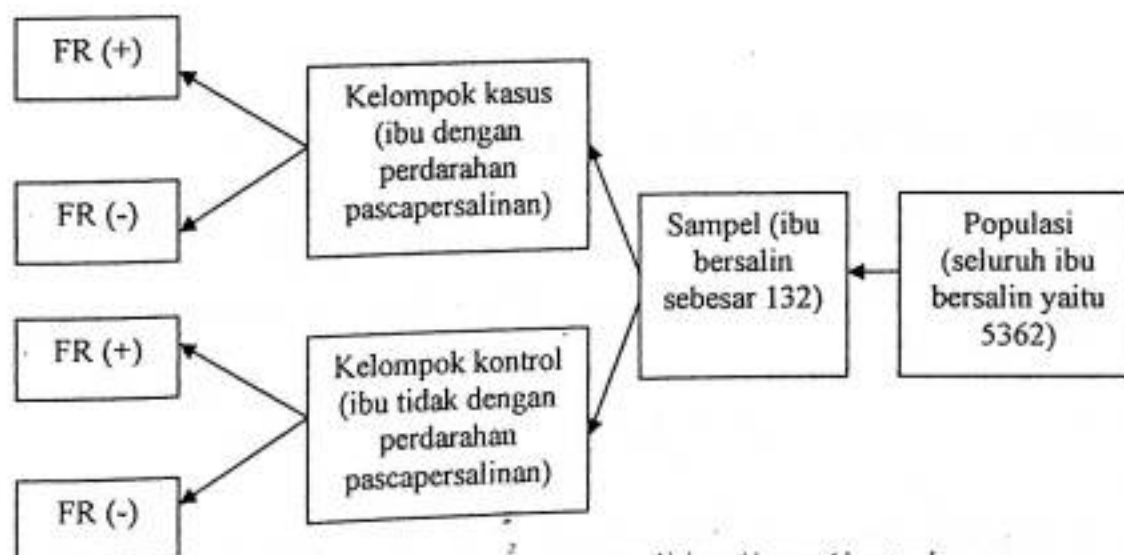 FR (+)
FR (-)
FR (+)
FR (-)
Kelompok kasus
(ibu dengan
perdarahan
pascapersalinan)
Kelompok kontrol
(ibu tidak dengan
perdarahan
pascapersalinan)
Sampel (ibu
bersalin
sebesar 132)
Populasi
(seluruh ibu
bersalin yaitu
5362)